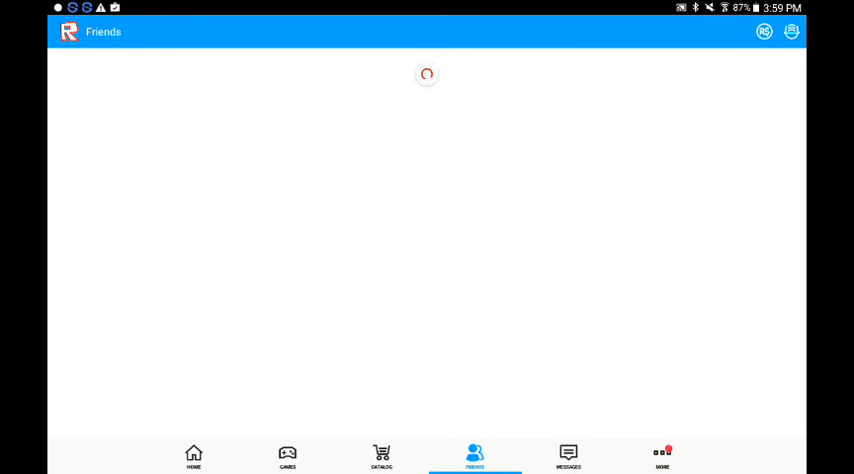 87% 3:59 PM
R Friends R$
HOME GAMES CATALOG FRIENDS MESSAGES MORE